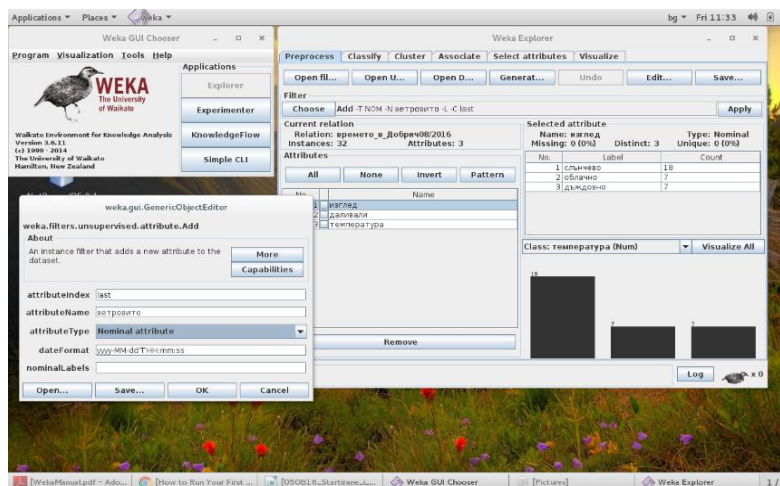 Applications Places Weka bg Fri 11:33
Weka GUI Chooser
Program Visualization Tools Help
WEKA
The University
of Waikato
Waikato Environment for Knowledge Analysis
Version 3.6.11
(c) 1999 - 2014
The University of Waikato
Hamilton, New Zealand
Applications
Explorer
Experimenter
KnowledgeFlow
Simple CLI
Weka Explorer
Preprocess Classify Cluster Associate Select attributes Visualize
Open fil... Open U... Open D... Generat... Undo Edit... Save...
Filter
Choose Add -T NOM -N ветровито -L -C last Apply
Current relation
Relation: времето_в_Добрич08/2016
Instances: 32 Attributes: 3
Attributes
All None Invert Pattern
No. Name
1 изглед
2 даливали
3 температура
Remove
Selected attribute
Name: изглед Type: Nominal
Missing: 0 (0%) Distinct: 3 Unique: 0 (0%)
No. Label Count
1 слънчево 18
2 облачно 7
3 дъждовно 7
Class: температура (Num) Visualize All
18
7 7
Log x 0
weka.gui.GenericObjectEditor
weka.filters.unsupervised.attribute.Add
About
An instance filter that adds a new attribute to the
dataset.
More
Capabilities
attributeIndex last
attributeName ветровито
attributeType Nominal attribute
dateFormat yyyy-MM-dd'T'HH:mm:ss
nominalLabels
Open... Save... OK Cancel
[WekaManual.pdf – Ado... [How to Run Your First ... [050816_Startirane_... Weka GUI Chooser [Pictures] Weka Explorer 1 /